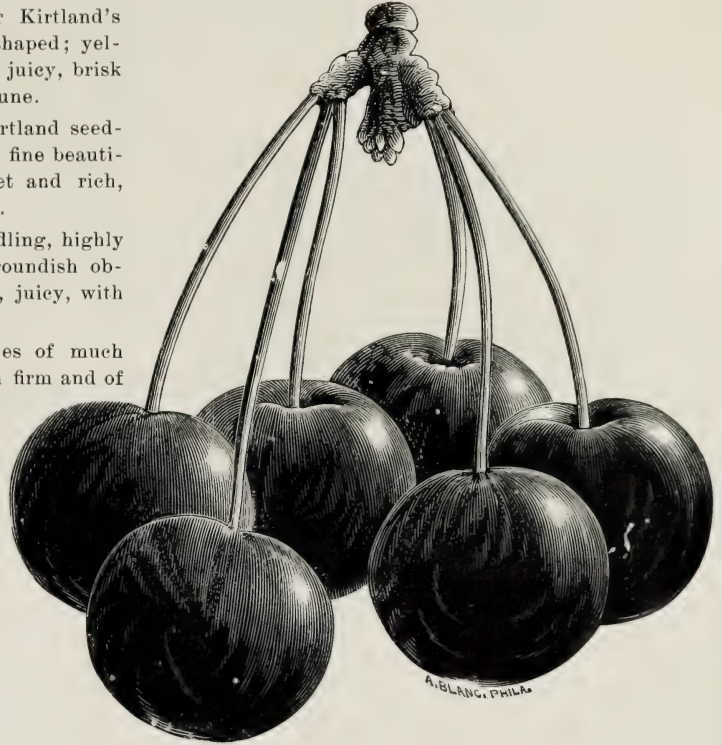 r Kirtland's
haped; yel-
juicy, brisk
une.
rtland seed-
fine beauti-
et and rich,
.
dling, highly
roundish ob-
, juicy, with
es of much
firm and of
A. BLANC, PHILA.